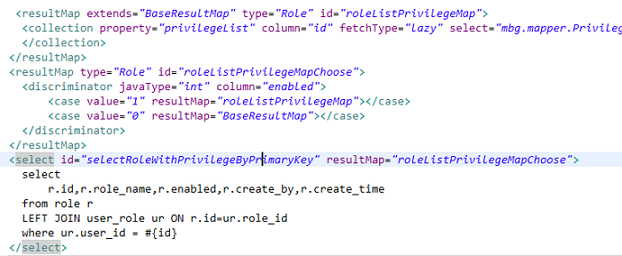 <resultMap extends="BaseResultMap" type="Role" id="roleListPrivilegeMap">
<collection property="privilegeList" column="id" fetchType="lazy" select="mbg.mapper.Privileg
</collection>
</resultMap>
<resultMap type="Role" id="roleListPrivilegeMapChoose">
<discriminator javaType="int" column="enabled">
<case value="1" resultMap="roleListPrivilegeMap"></case>
<case value="0" resultMap="BaseResultMap"></case>
</discriminator>
</resultMap>
<select id="selectRoleWithPrivilegeByPrimaryKey" resultMap="roleListPrivilegeMapChoose">
select
r.id,r.role_name,r.enabled,r.create_by,r.create_time
from role r
LEFT JOIN user_role ur ON r.id=ur.role_id
where ur.user_id = #{id}
</select>